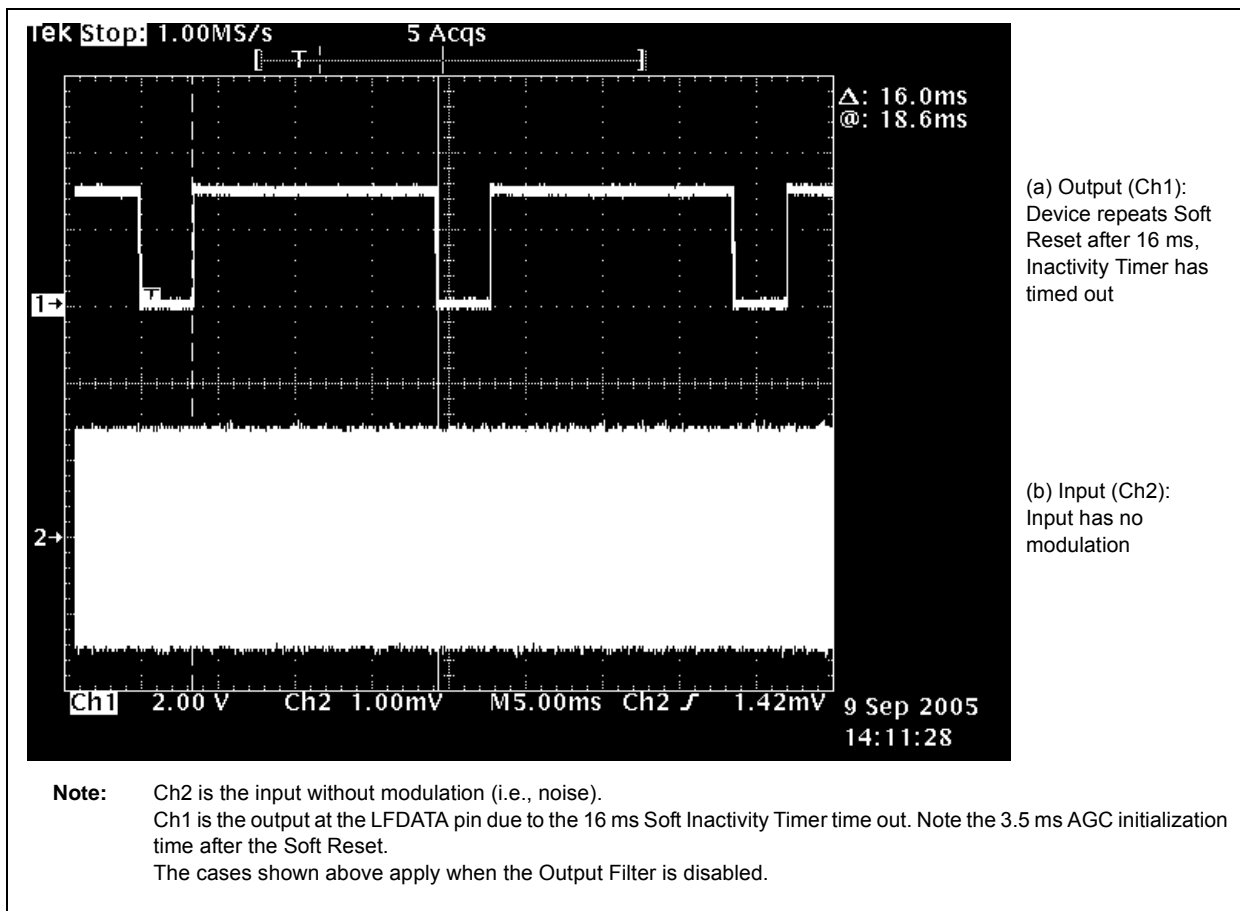 Tek Stop: 1.00MS/s 5 Acqs
[ T ]
Δ: 16.0ms
@: 18.6ms
(a) Output (Ch1):
Device repeats Soft
Reset after 16 ms,
Inactivity Timer has
timed out
T
1→
(b) Input (Ch2):
Input has no
modulation
2→
Ch1 2.00 V Ch2 1.00mV M5.00ms Ch2 ʃ 1.42mV
9 Sep 2005
14:11:28
Note: Ch2 is the input without modulation (i.e., noise).
Ch1 is the output at the LFDATA pin due to the 16 ms Soft Inactivity Timer time out. Note the 3.5 ms AGC initialization
time after the Soft Reset.
The cases shown above apply when the Output Filter is disabled.